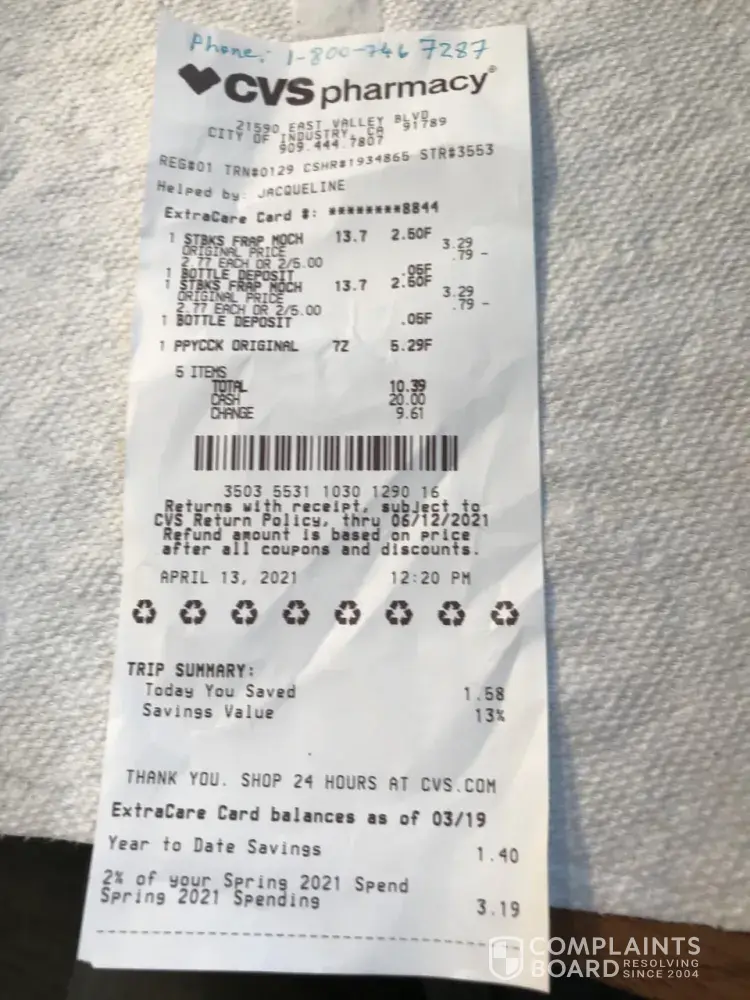 Phone: 1-800-746 7287
CVS pharmacy®
21590 EAST VALLEY BLVD
CITY OF INDUSTRY, CA 91789
909.444.7807
REG#01 TRN#0129 CSHR#1934865 STR#3553
Helped by: JACQUELINE
ExtraCare Card #: ********8844
1 STBKS FRAP MOCH 13.7 2.50F
ORIGINAL PRICE 3.29
2.77 EACH OR 2/5.00 .79 -
1 BOTTLE DEPOSIT .05F
1 STBKS FRAP MOCH 13.7 2.50F
ORIGINAL PRICE 3.29
2.77 EACH OR 2/5.00 .79 -
1 BOTTLE DEPOSIT .05F
1 PPYCCK ORIGINAL 7Z 5.29F
5 ITEMS
TOTAL 10.39
CASH 20.00
CHANGE 9.61
3503 5531 1030 1290 16
Returns with receipt, subject to
CVS Return Policy, thru 06/12/2021
Refund amount is based on price
after all coupons and discounts.
APRIL 13, 2021 12:20 PM
TRIP SUMMARY:
Today You Saved 1.58
Savings Value 13%
THANK YOU. SHOP 24 HOURS AT CVS.COM
ExtraCare Card balances as of 03/19
Year to Date Savings 1.40
2% of your Spring 2021 Spend
Spring 2021 Spending 3.19
COMPLAINTS
BOARD RESOLVING SINCE 2004